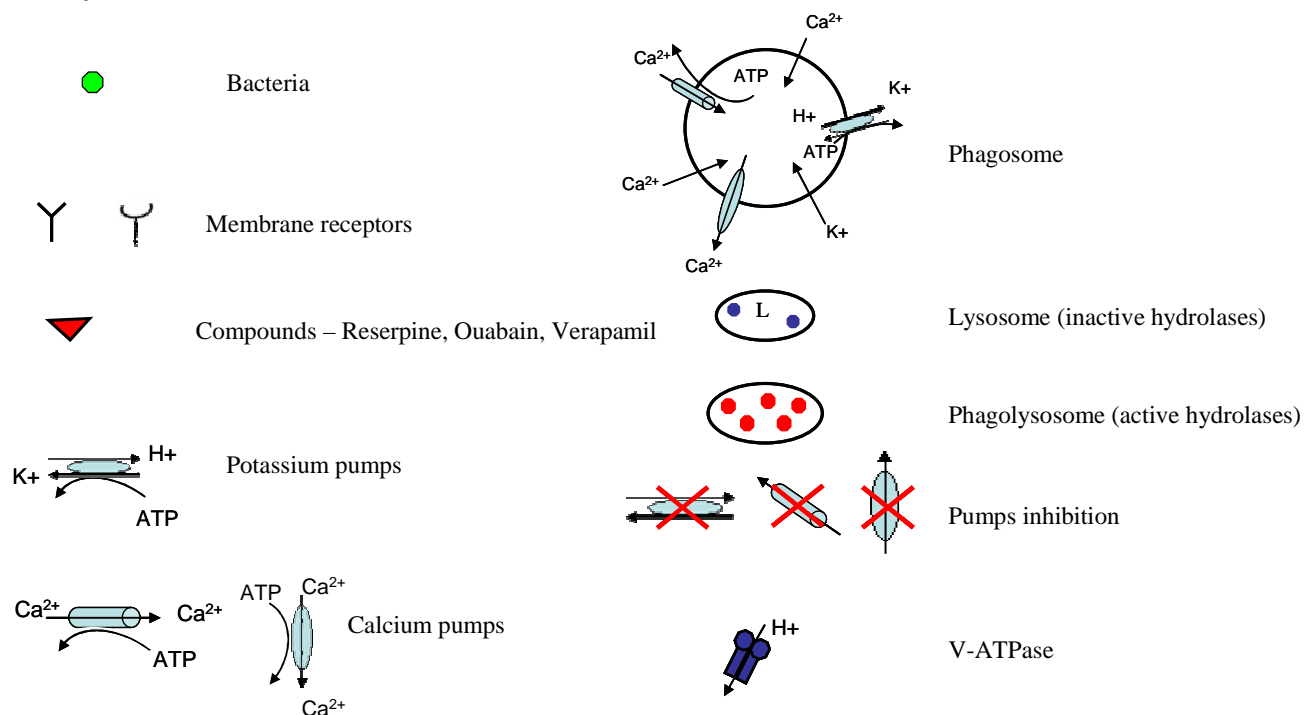 Bacteria
Membrane receptors
Compounds – Reserpine, Ouabain, Verapamil
K+ H+
ATP
Potassium pumps
Ca²⁺ Ca²⁺
ATP
ATP Ca²⁺
Ca²⁺
Calcium pumps
Ca²⁺
Ca²⁺
ATP
K+
H+
ATP
Ca²⁺
K+
Ca²⁺
Phagosome
L
Lysosome (inactive hydrolases)
Phagolysosome (active hydrolases)
Pumps inhibition
H+
V-ATPase